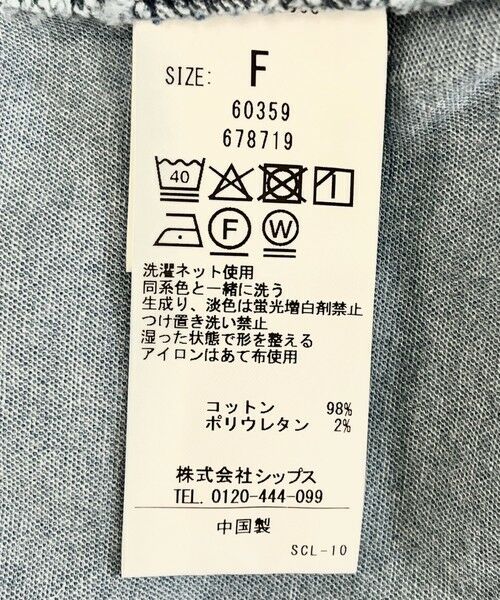 SIZE: F
60359
678719
40
F W
洗濯ネット使用
同系色と一緒に洗う
生成り、淡色は蛍光増白剤禁止
つけ置き洗い禁止
湿った状態で形を整える
アイロンはあて布使用
コットン 98%
ポリウレタン 2%
株式会社シップス
TEL. 0120-444-099
中国製
SCL-10